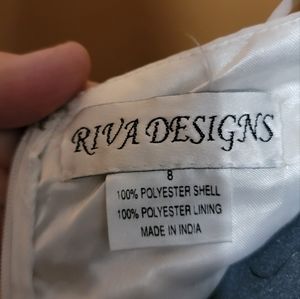 RIVA DESIGNS
8
100% POLYESTER SHELL
100% POLYESTER LINING
MADE IN INDIA